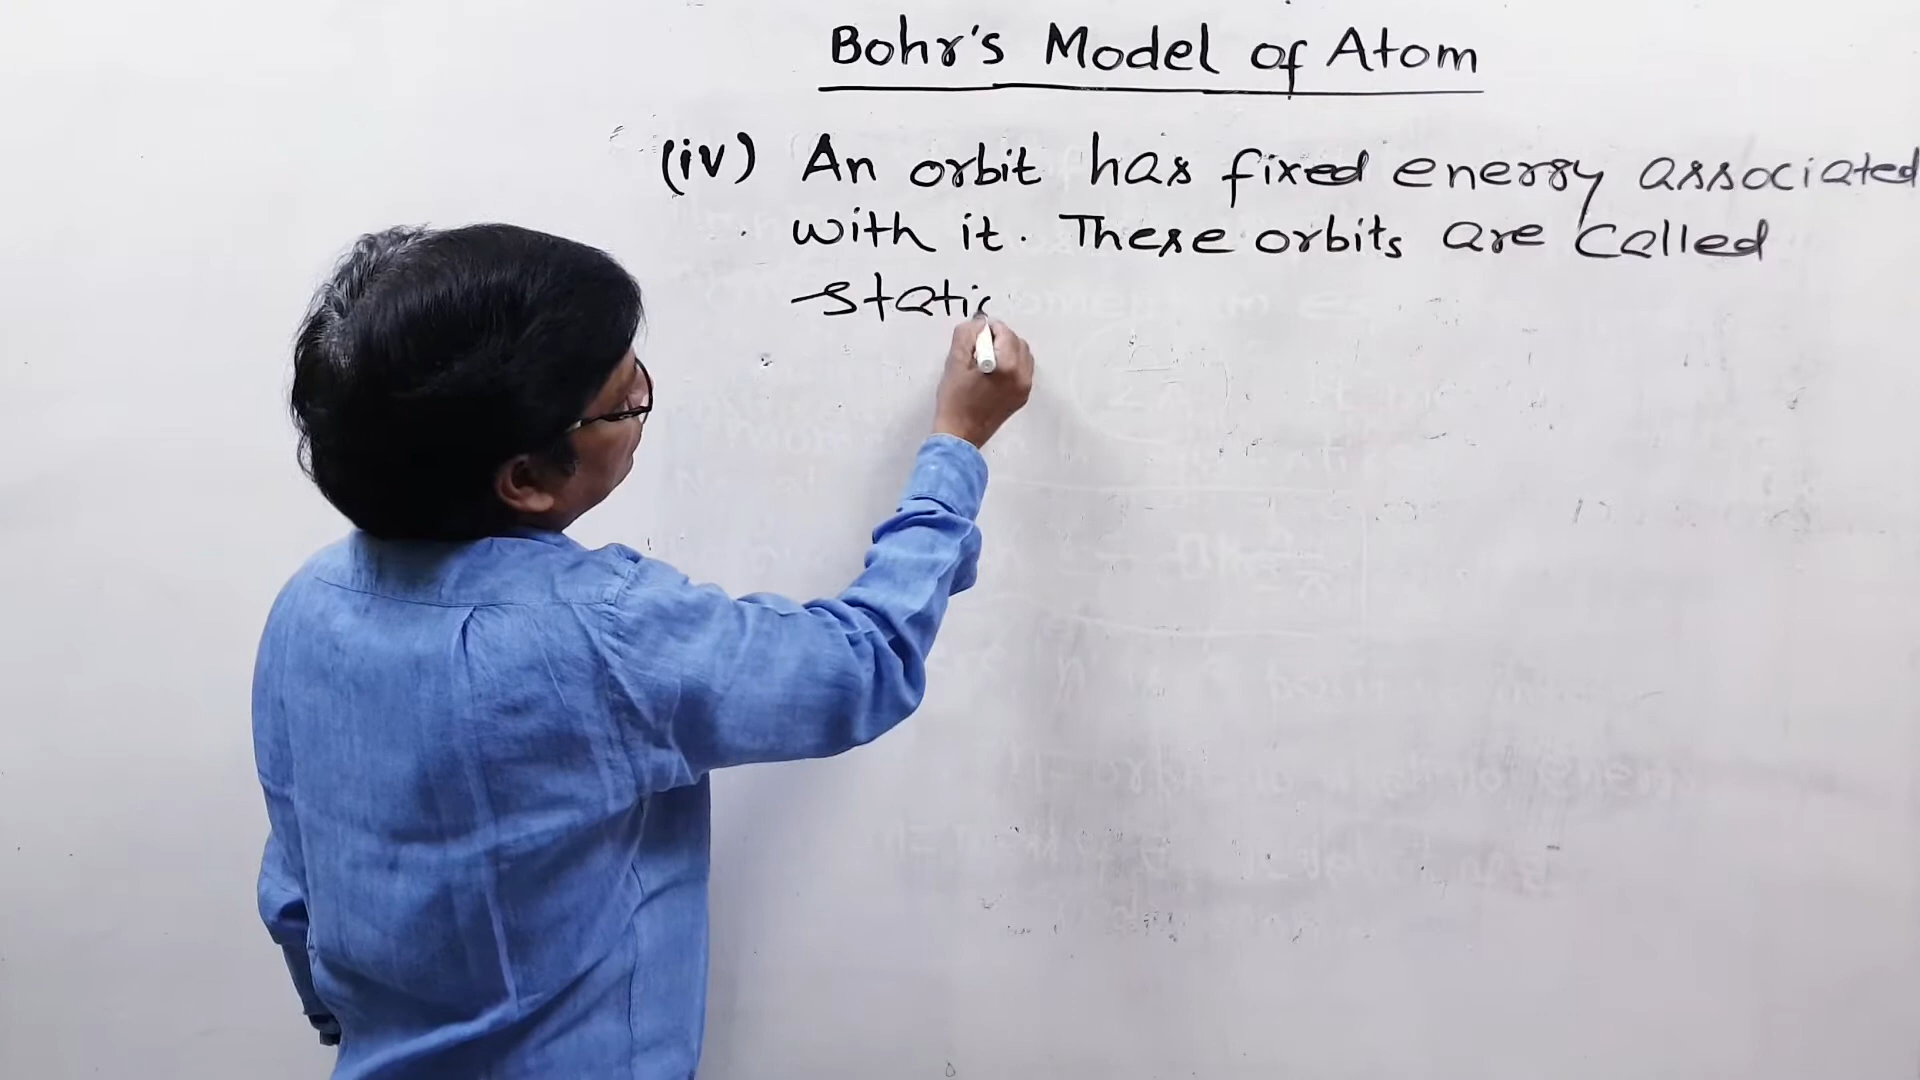 Bohr's Model of Atom
(iv) An orbit has fixed energy associated
with it. These orbits are called
static